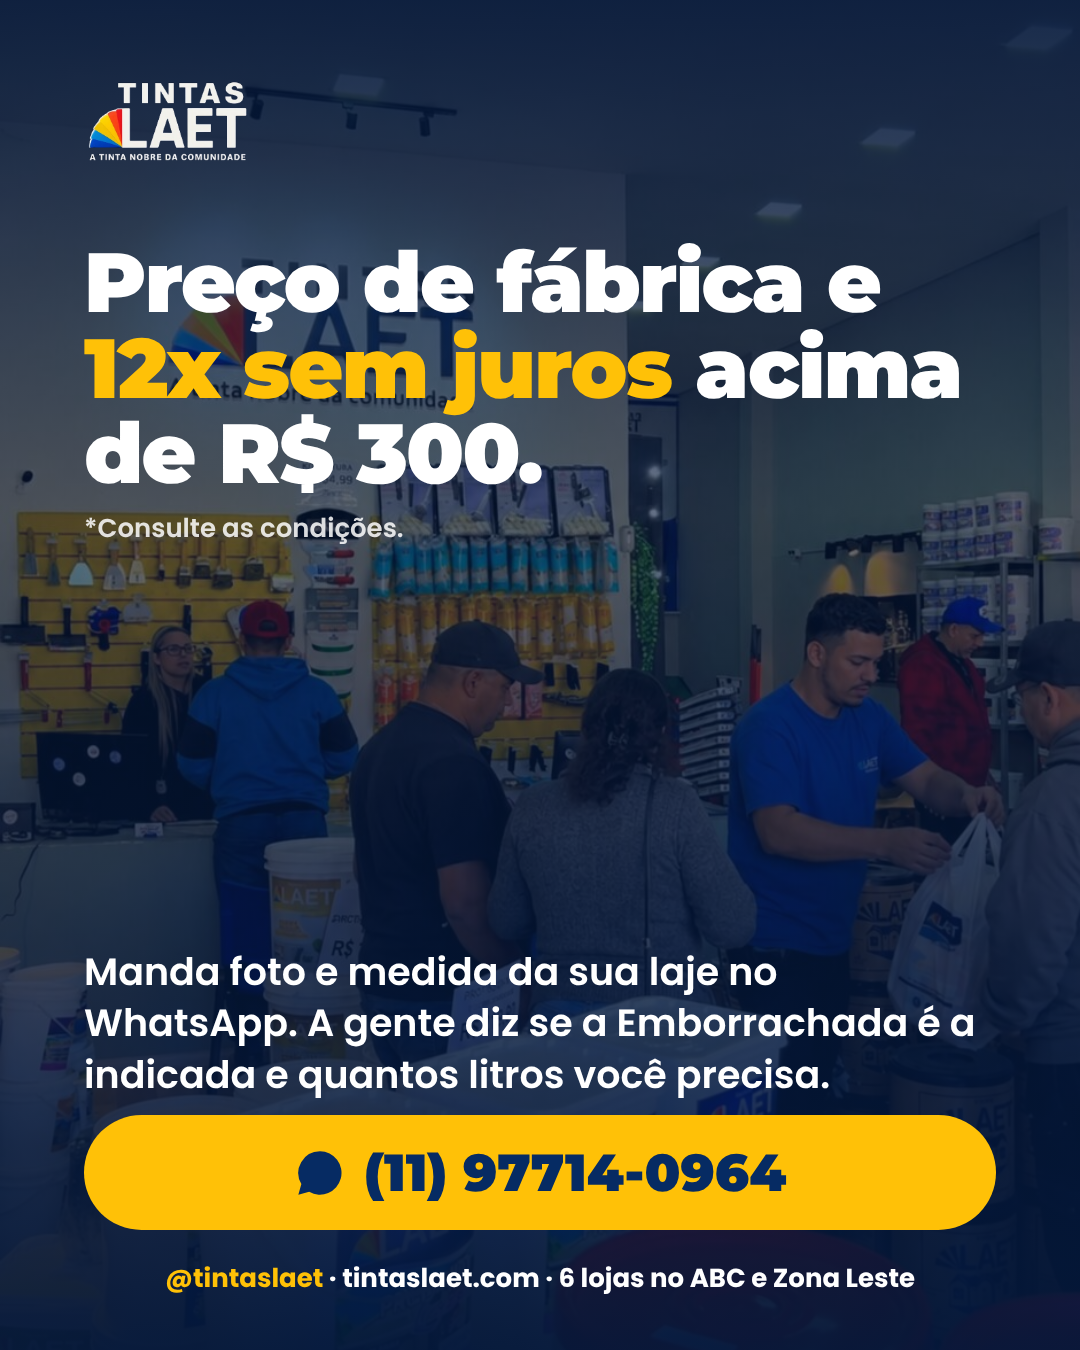 TINTAS
LAET
A TINTA NOBRE DA COMUNIDADE
Preço de fábrica e
12x sem juros acima
de R$ 300.
*Consulte as condições.
Manda foto e medida da sua laje no
WhatsApp. A gente diz se a Emborrachada é a
indicada e quantos litros você precisa.
(11) 97714-0964
@tintaslaet · tintaslaet.com · 6 lojas no ABC e Zona Leste